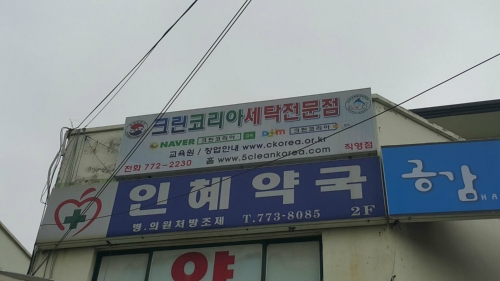 크린코리아세탁전문점
NAVER 크린코리아 Daum 크린코리아
교육원 / 창업안내 www.ckorea.or.kr 직영점
전화 772-2230 홈 www.5cleankorea.com
인혜약국
병.의원처방조제 T.773-8085 2F
공감
약